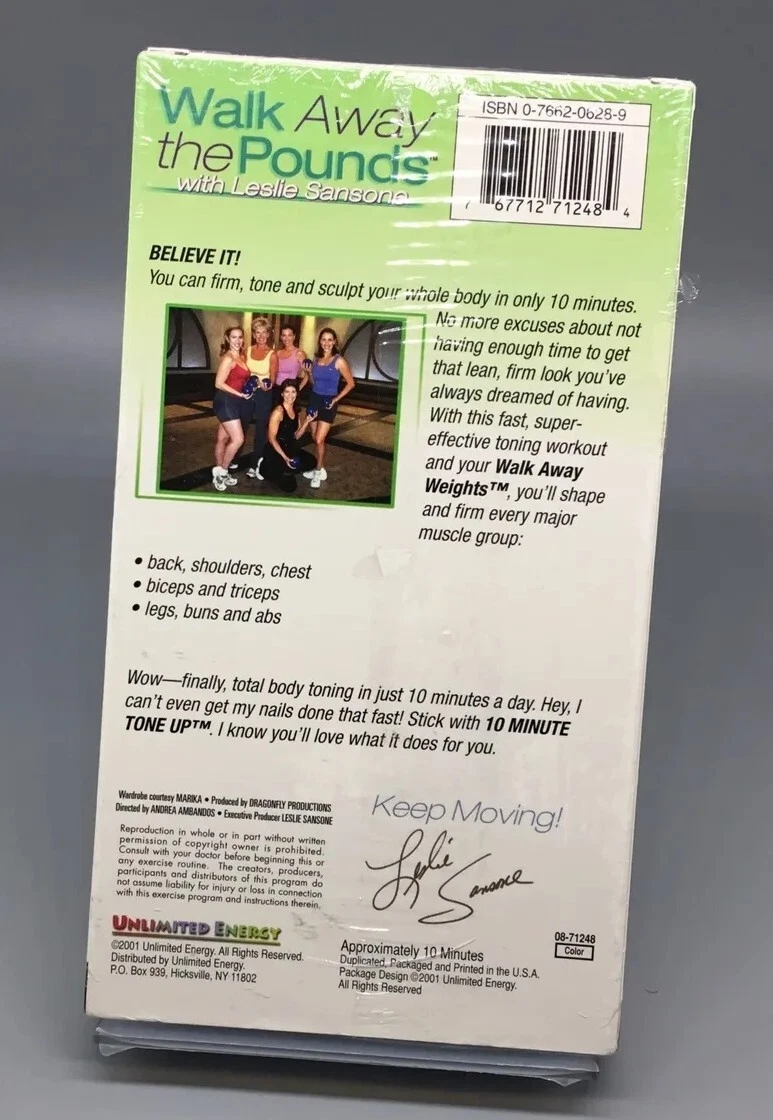 Walk Away
the Pounds™
with Leslie Sansone
ISBN 0-7662-0628-9
7 67712 71248 4
BELIEVE IT!
You can firm, tone and sculpt your whole body in only 10 minutes.
No more excuses about not
having enough time to get
that lean, firm look you've
always dreamed of having.
With this fast, super-
effective toning workout
and your Walk Away
Weights™, you'll shape
and firm every major
muscle group:
• back, shoulders, chest
• biceps and triceps
• legs, buns and abs
Wow—finally, total body toning in just 10 minutes a day. Hey, I
can't even get my nails done that fast! Stick with 10 MINUTE
TONE UP™. I know you'll love what it does for you.
Wardrobe courtesy MARIKA • Produced by DRAGONFLY PRODUCTIONS
Directed by ANDREA AMBANDOS • Executive Producer LESLIE SANSONE
Reproduction in whole or in part without written
permission of copyright owner is prohibited.
Consult with your doctor before beginning this or
any exercise routine. The creators, producers,
participants and distributors of this program do
not assume liability for injury or loss in connection
with this exercise program and instructions therein.
Keep Moving!
Leslie Sansone
UNLIMITED ENERGY
©2001 Unlimited Energy. All Rights Reserved.
Distributed by Unlimited Energy.
P.O. Box 939, Hicksville, NY 11802
Approximately 10 Minutes
Duplicated, Packaged and Printed in the U.S.A.
Package Design ©2001 Unlimited Energy.
All Rights Reserved
08-71248
Color